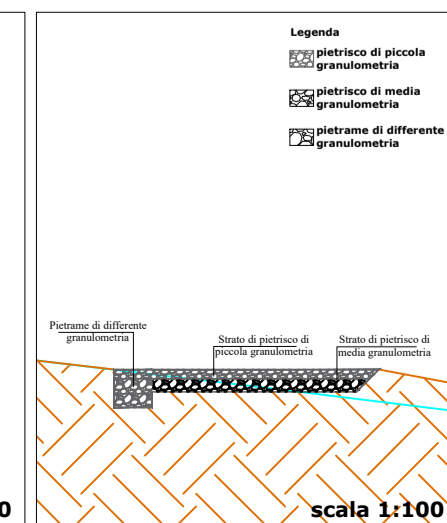 Legenda
pietrisco di piccola
granulometria
pietrisco di media
granulometria
pietrame di differente
granulometria
Pietrame di differente
granulometria
Strato di pietrisco di
piccola granulometria
Strato di pietrisco di
media granulometria
0
scala 1:100